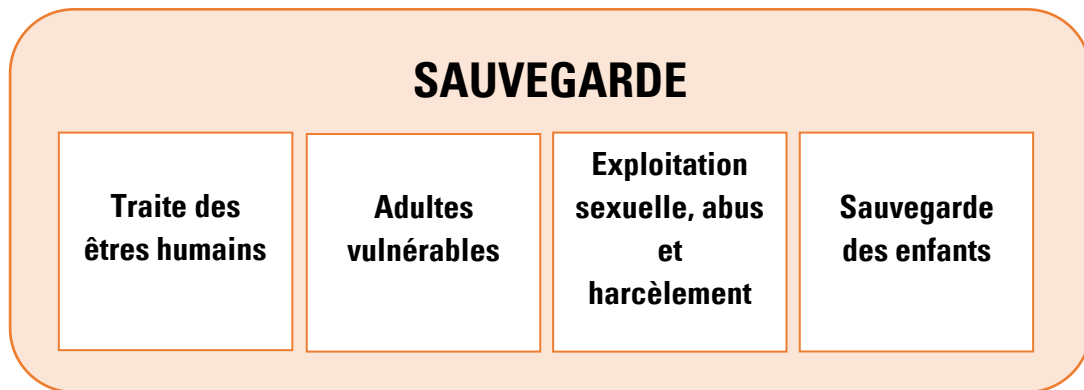 SAUVEGARDE
Traite des
êtres humains
Adultes
vulnérables
Exploitation
sexuelle, abus
et
harcèlement
Sauvegarde
des enfants